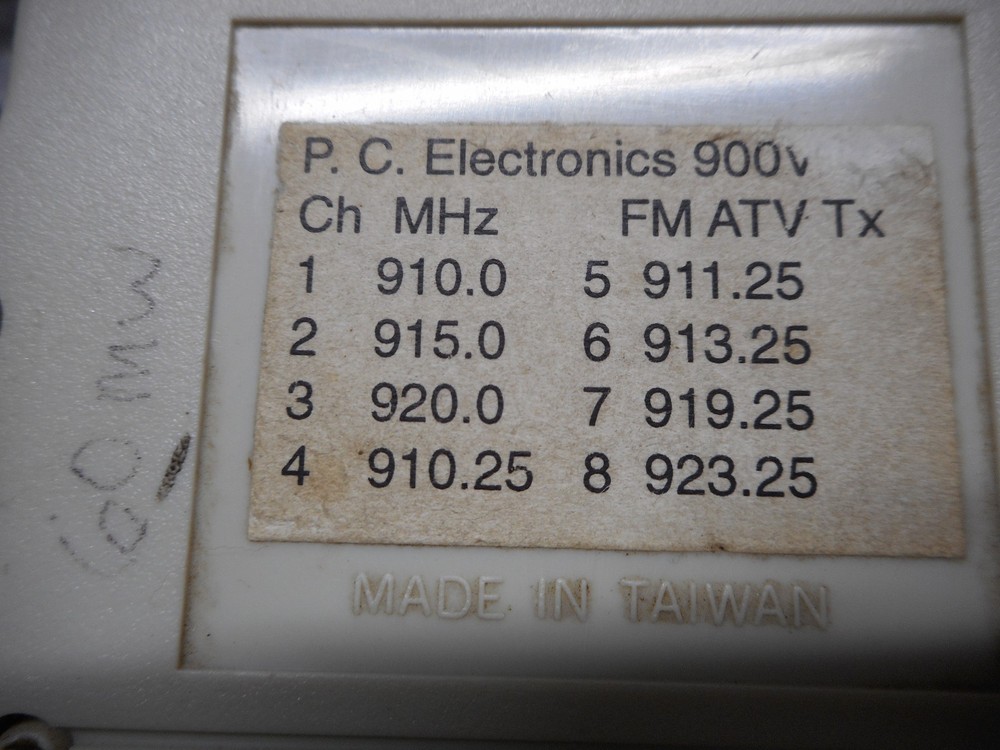 P. C. Electronics 900v
Ch MHz FM ATV Tx
1 910.0 5 911.25
2 915.0 6 913.25
3 920.0 7 919.25
4 910.25 8 923.25
MADE IN TAIWAN
60 mw